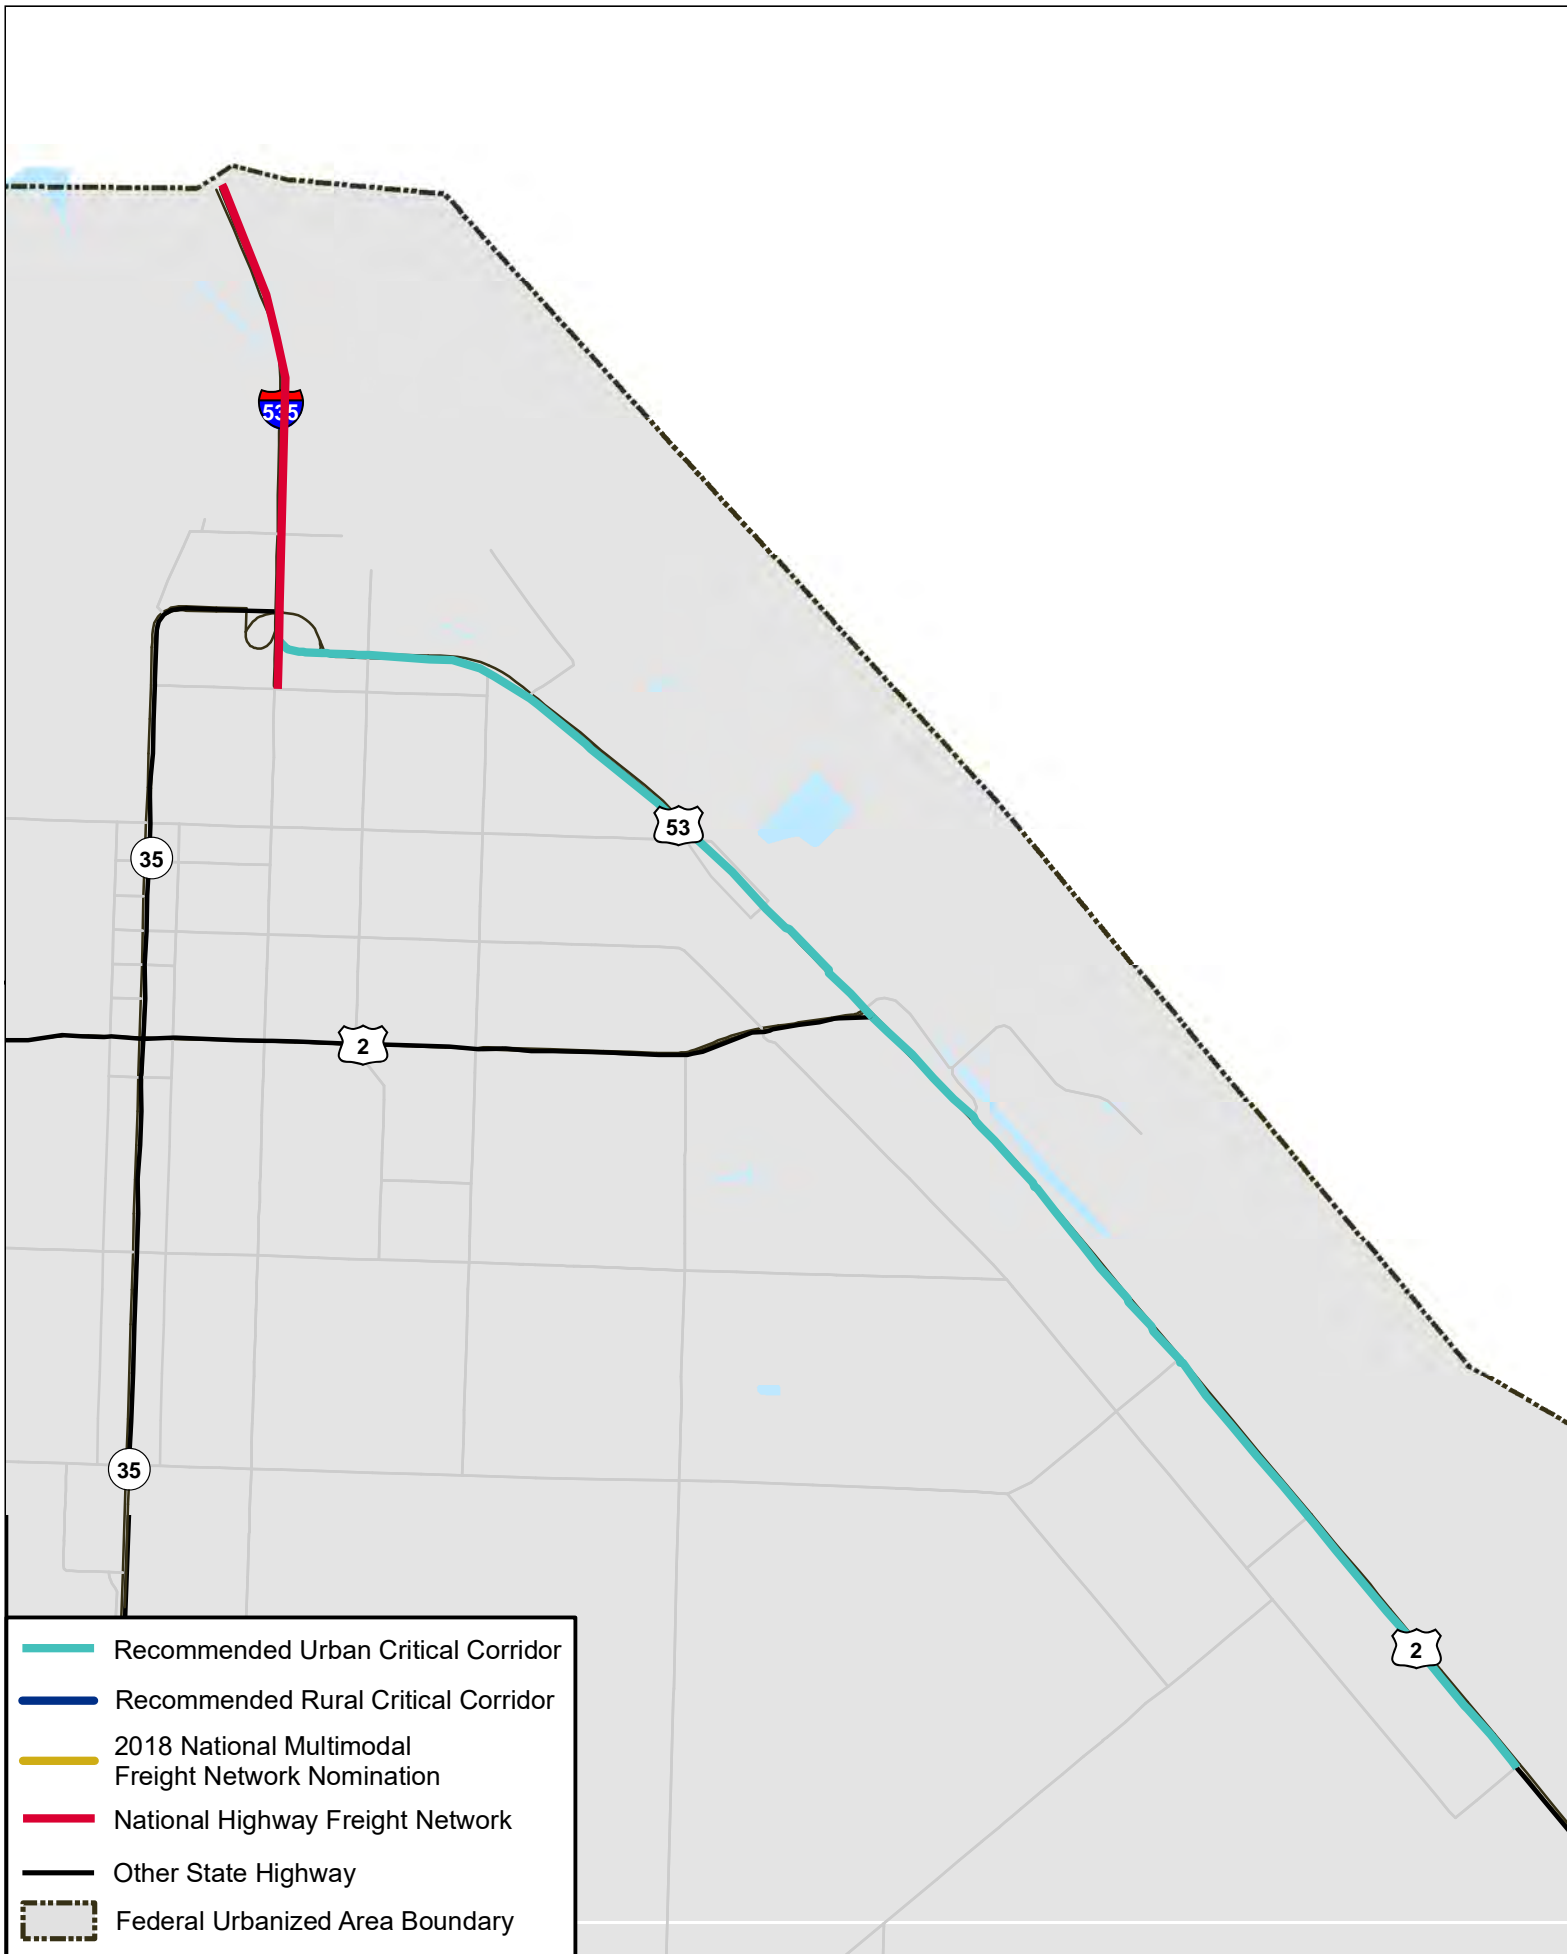 535
53
35
2
35
2
Recommended Urban Critical Corridor
Recommended Rural Critical Corridor
2018 National Multimodal
Freight Network Nomination
National Highway Freight Network
Other State Highway
Federal Urbanized Area Boundary